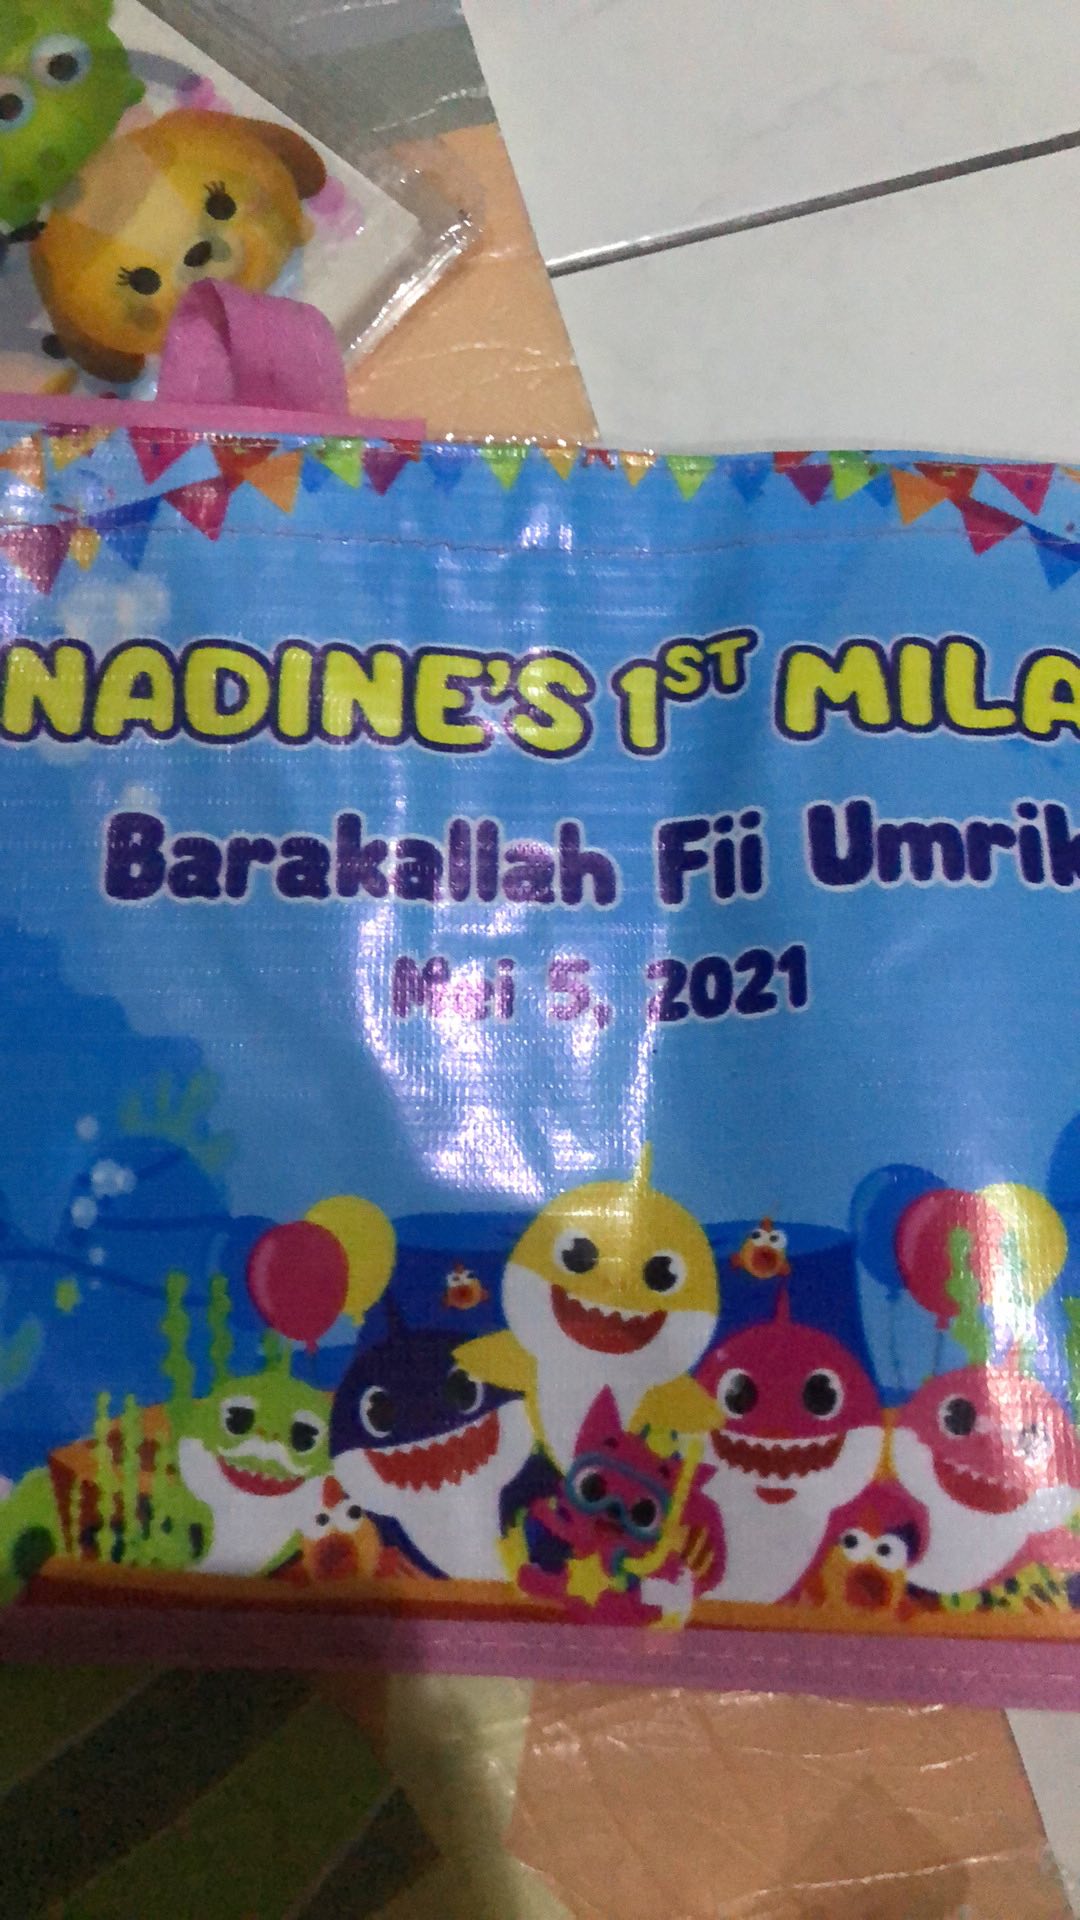 NADINE'S 1ST MILA
Barakallah Fii Umrik
Mei 5, 2021